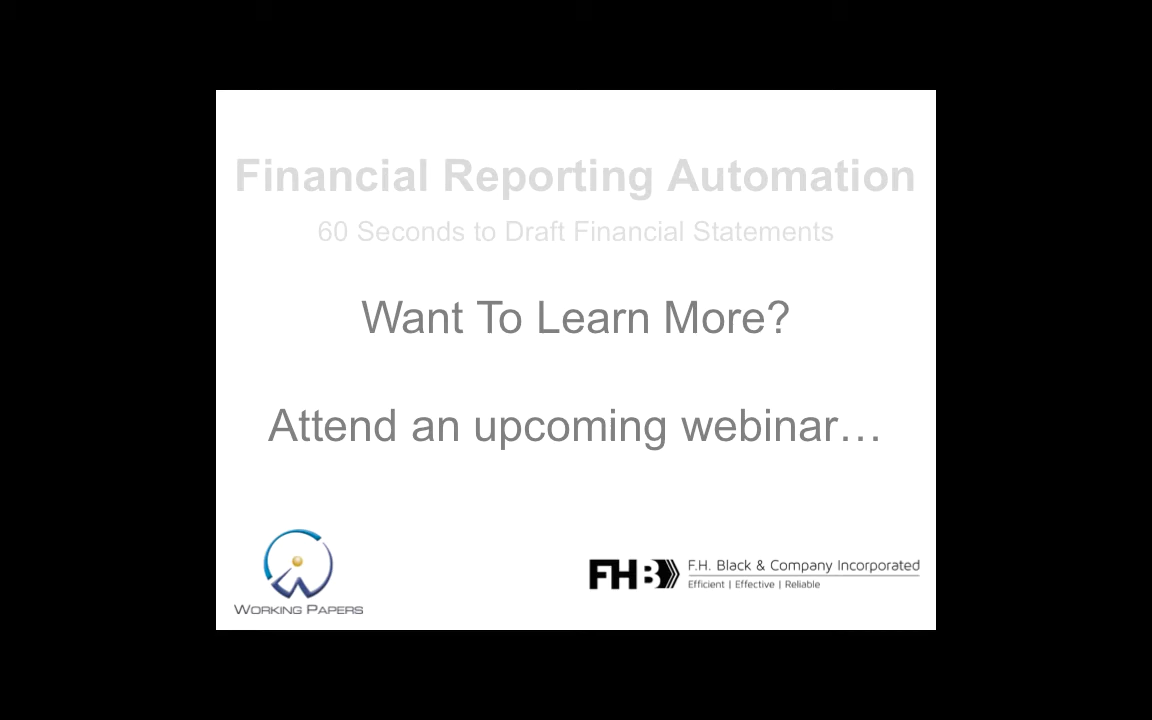 Financial Reporting Automation
60 Seconds to Draft Financial Statements
Want To Learn More?
Attend an upcoming webinar…
WORKING PAPERS
FHB
F.H. Black & Company Incorporated
Efficient | Effective | Reliable